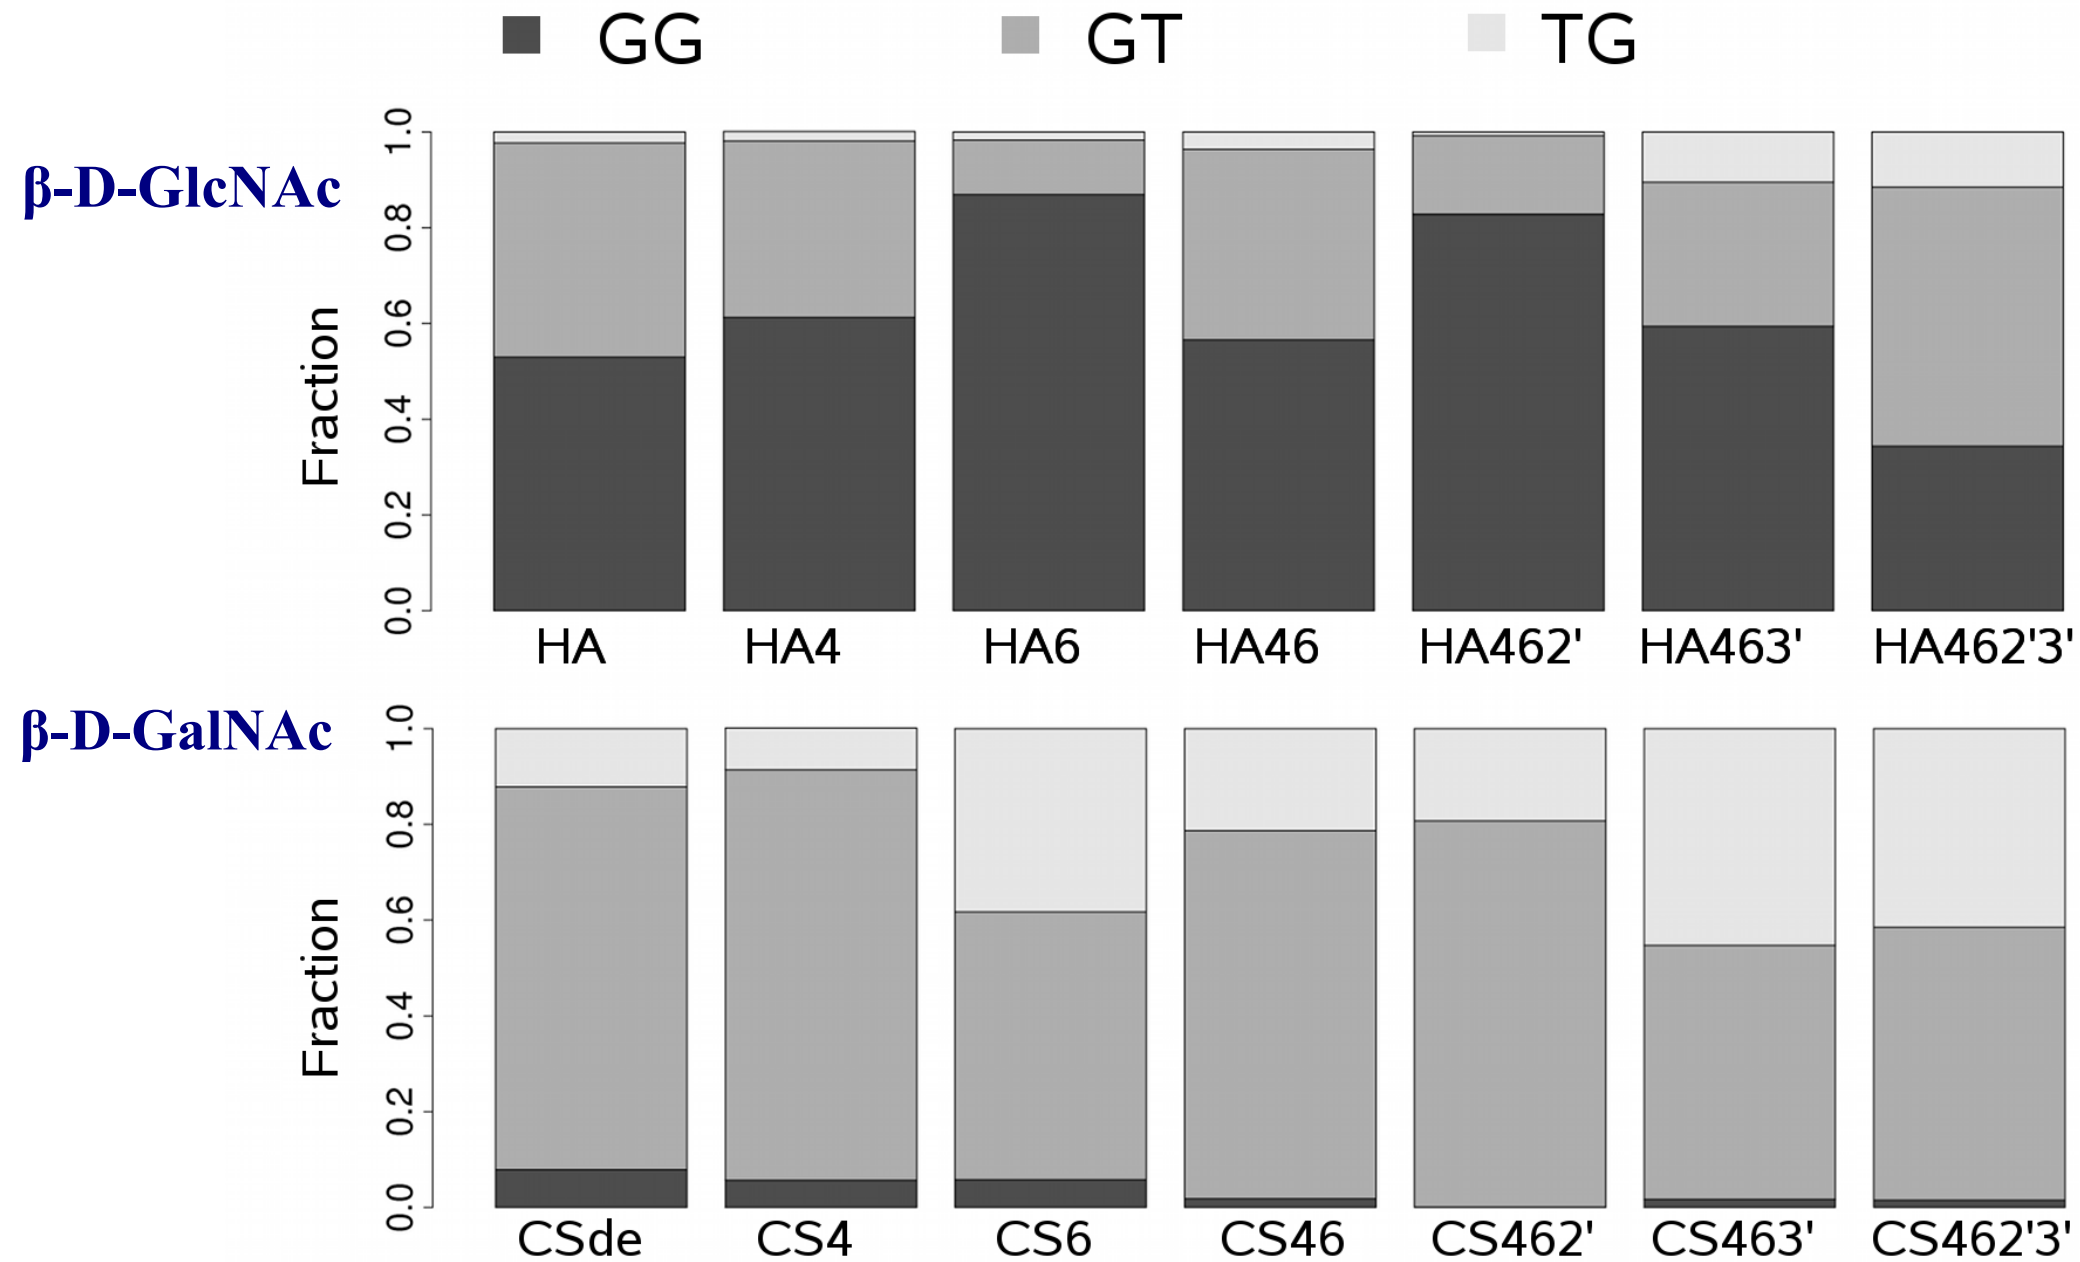 GG GT TG
β-D-GlcNAc
Fraction
1.0
0.8
0.6
0.4
0.2
0.0
HA HA4 HA6 HA46 HA462' HA463' HA462'3'
β-D-GalNAc
Fraction
1.0
0.8
0.6
0.4
0.2
0.0
CSde CS4 CS6 CS46 CS462' CS463' CS462'3'